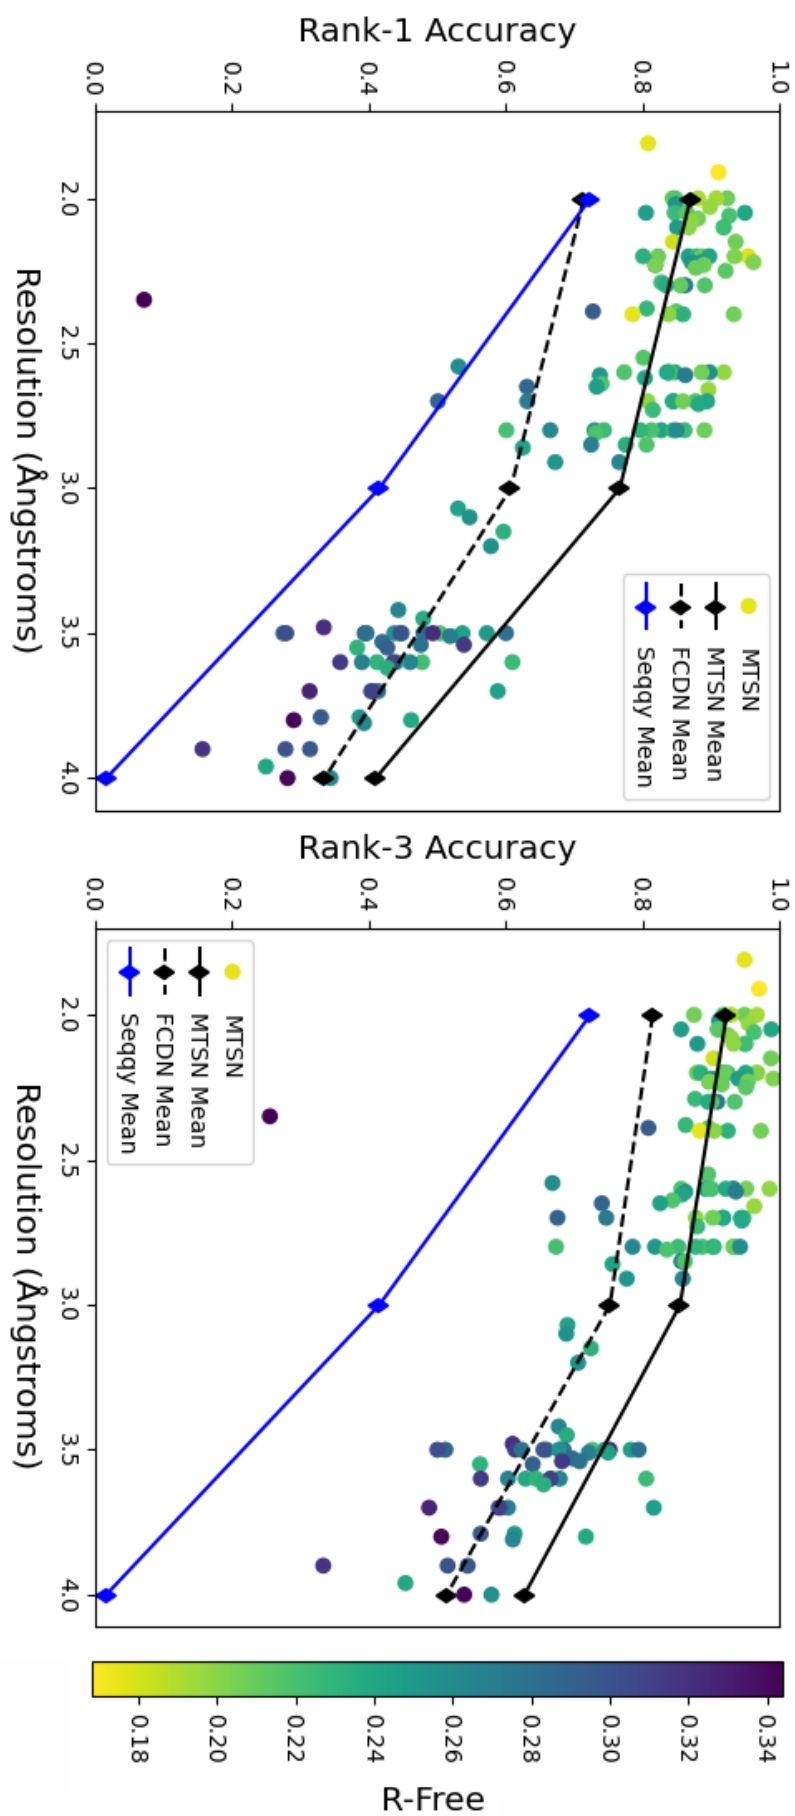 Rank-1 Accuracy
0.0 0.2 0.4 0.6 0.8 1.0
2.0 2.5 3.0 3.5 4.0
Resolution (Ångstroms)
MTSN
MTSN Mean
FCDN Mean
Seqqy Mean
Rank-3 Accuracy
0.0 0.2 0.4 0.6 0.8 1.0
2.0 2.5 3.0 3.5 4.0
Resolution (Ångstroms)
MTSN
MTSN Mean
FCDN Mean
Seqqy Mean
0.18 0.20 0.22 0.24 0.26 0.28 0.30 0.32 0.34
R-Free